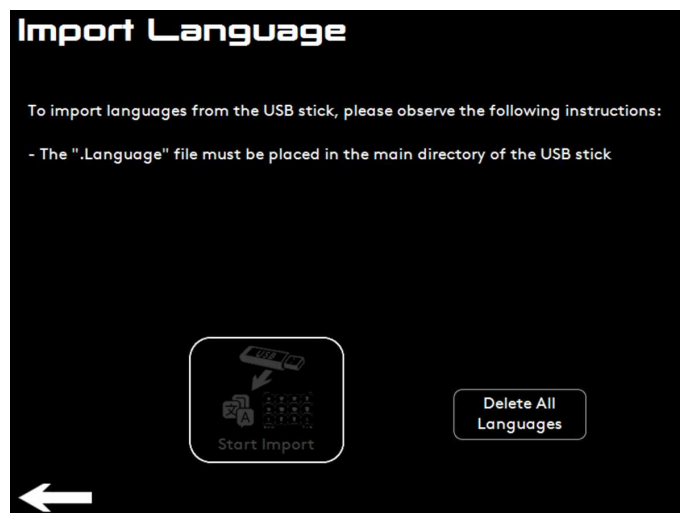 Import Language
To import languages from the USB stick, please observe the following instructions:
- The ".Language" file must be placed in the main directory of the USB stick
USB
Start Import
Delete All
Languages